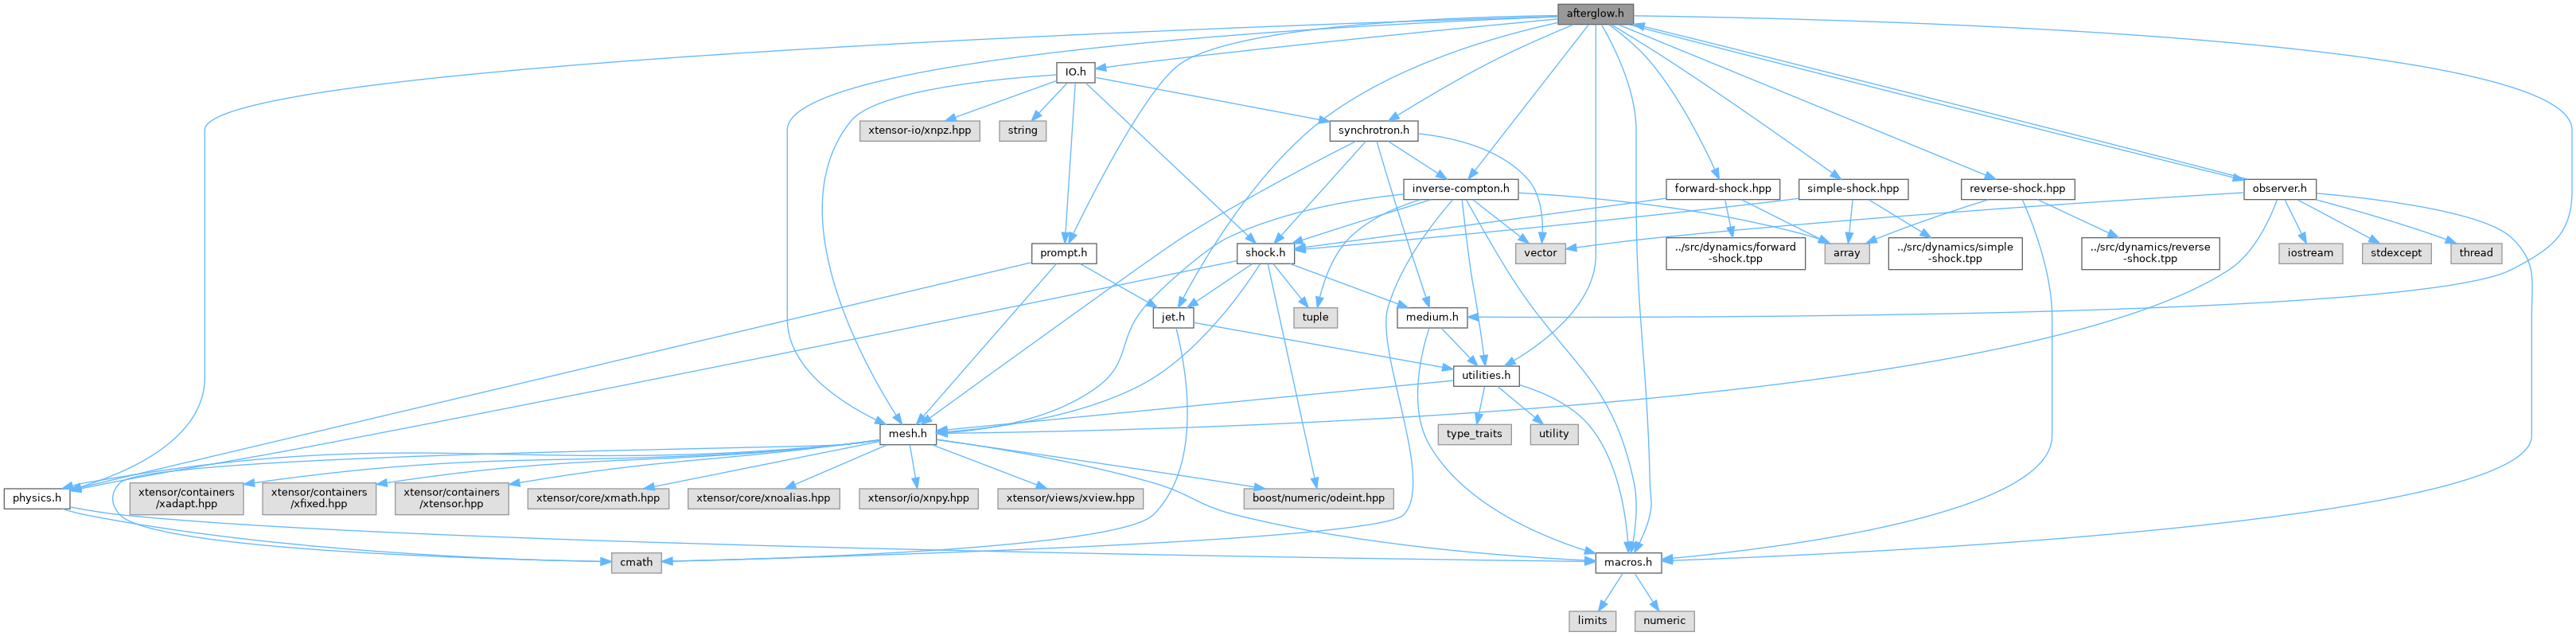 afterglow.h
IO.h
xtensor-io/xnpz.hpp
string
synchrotron.h
inverse-compton.h
forward-shock.hpp
simple-shock.hpp
reverse-shock.hpp
observer.h
prompt.h
shock.h
vector
../src/dynamics/forward
-shock.tpp
array
../src/dynamics/simple
-shock.tpp
../src/dynamics/reverse
-shock.tpp
iostream
stdexcept
thread
jet.h
tuple
medium.h
utilities.h
mesh.h
type_traits
utility
physics.h
xtensor/containers
/xadapt.hpp
xtensor/containers
/xfixed.hpp
xtensor/containers
/xtensor.hpp
xtensor/core/xmath.hpp
xtensor/core/xnoalias.hpp
xtensor/io/xnpy.hpp
xtensor/views/xview.hpp
boost/numeric/odeint.hpp
cmath
macros.h
limits
numeric